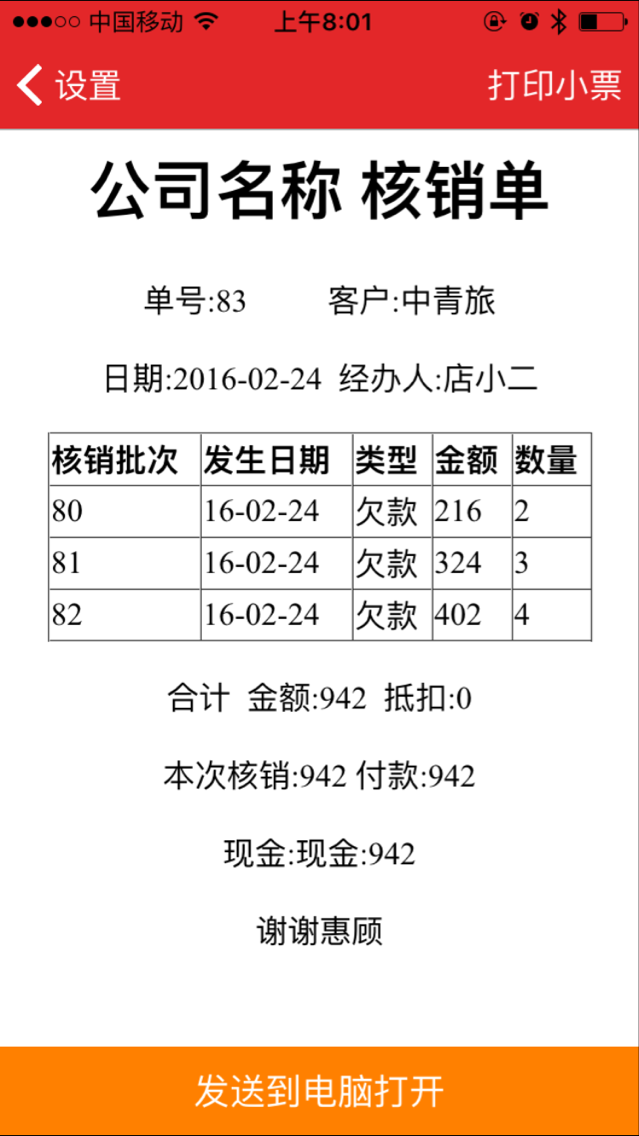 中国移动 上午8:01
设置 打印小票
公司名称 核销单
单号:83 客户:中青旅
日期:2016-02-24 经办人:店小二
核销批次 发生日期 类型 金额 数量
80 16-02-24 欠款 216 2
81 16-02-24 欠款 324 3
82 16-02-24 欠款 402 4
合计 金额:942 抵扣:0
本次核销:942 付款:942
现金:现金:942
谢谢惠顾
发送到电脑打开